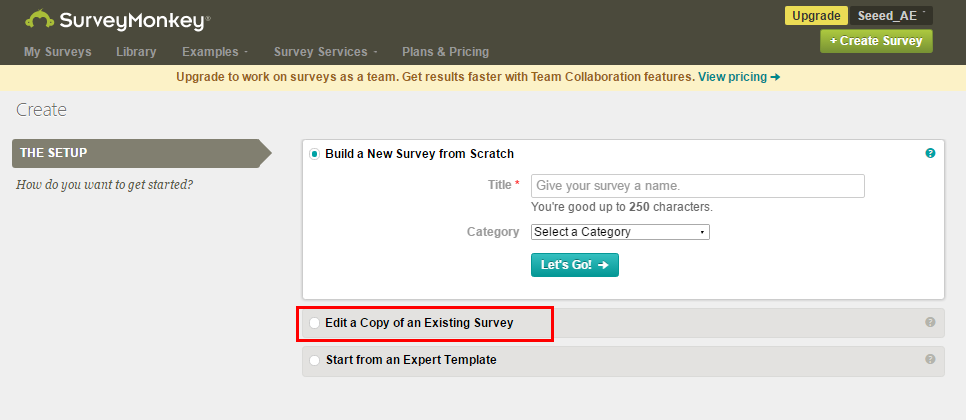 SurveyMonkey®
Upgrade
Seeed_AE
My Surveys Library Examples Survey Services Plans & Pricing
+ Create Survey
Upgrade to work on surveys as a team. Get results faster with Team Collaboration features. View pricing ➔
Create
THE SETUP
How do you want to get started?
Build a New Survey from Scratch ?
Title * Give your survey a name.
You're good up to 250 characters.
Category Select a Category
Let's Go! ➔
Edit a Copy of an Existing Survey ?
Start from an Expert Template ?